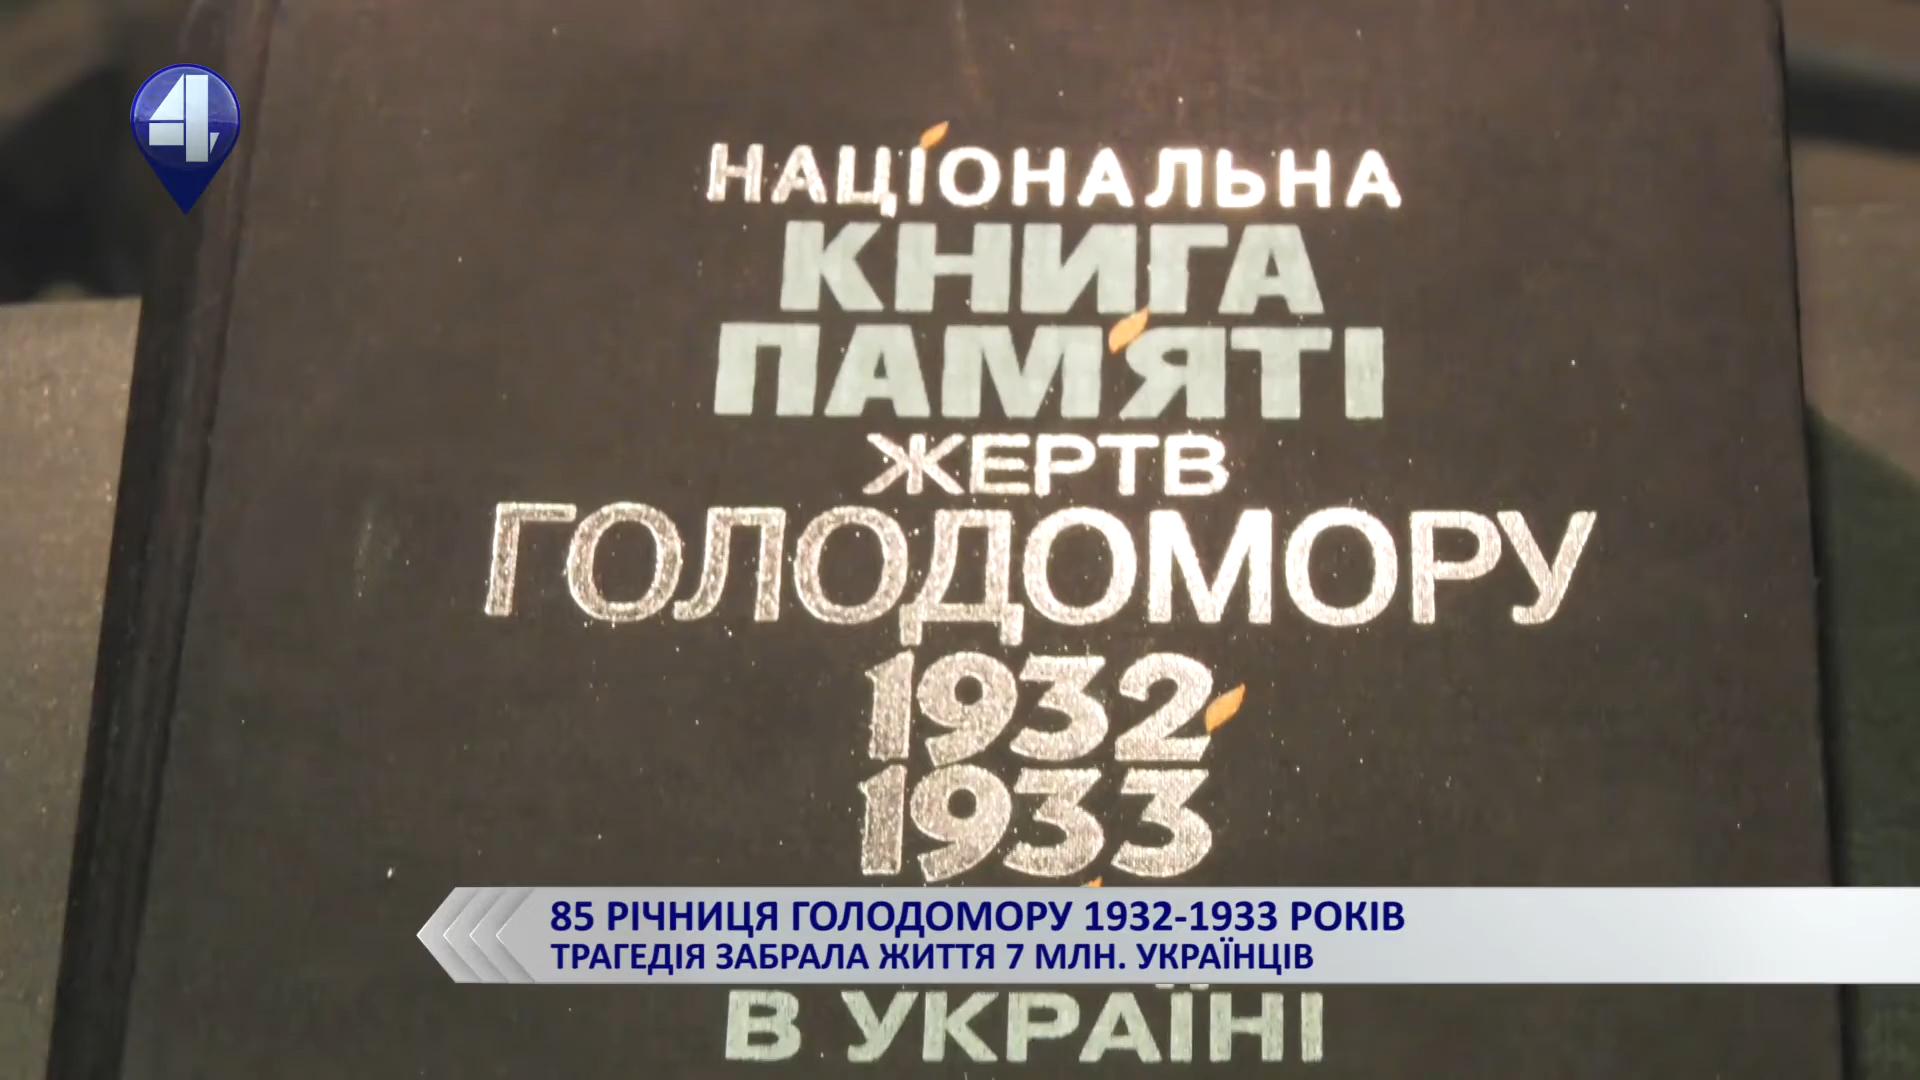 4
НАЦІОНАЛЬНА
КНИГА
ПАМ'ЯТІ
ЖЕРТВ
ГОЛОДОМОРУ
1932
1933
85 РІЧНИЦЯ ГОЛОДОМОРУ 1932-1933 РОКІВ
ТРАГЕДІЯ ЗАБРАЛА ЖИТТЯ 7 МЛН. УКРАЇНЦІВ
В УКРАЇНІ